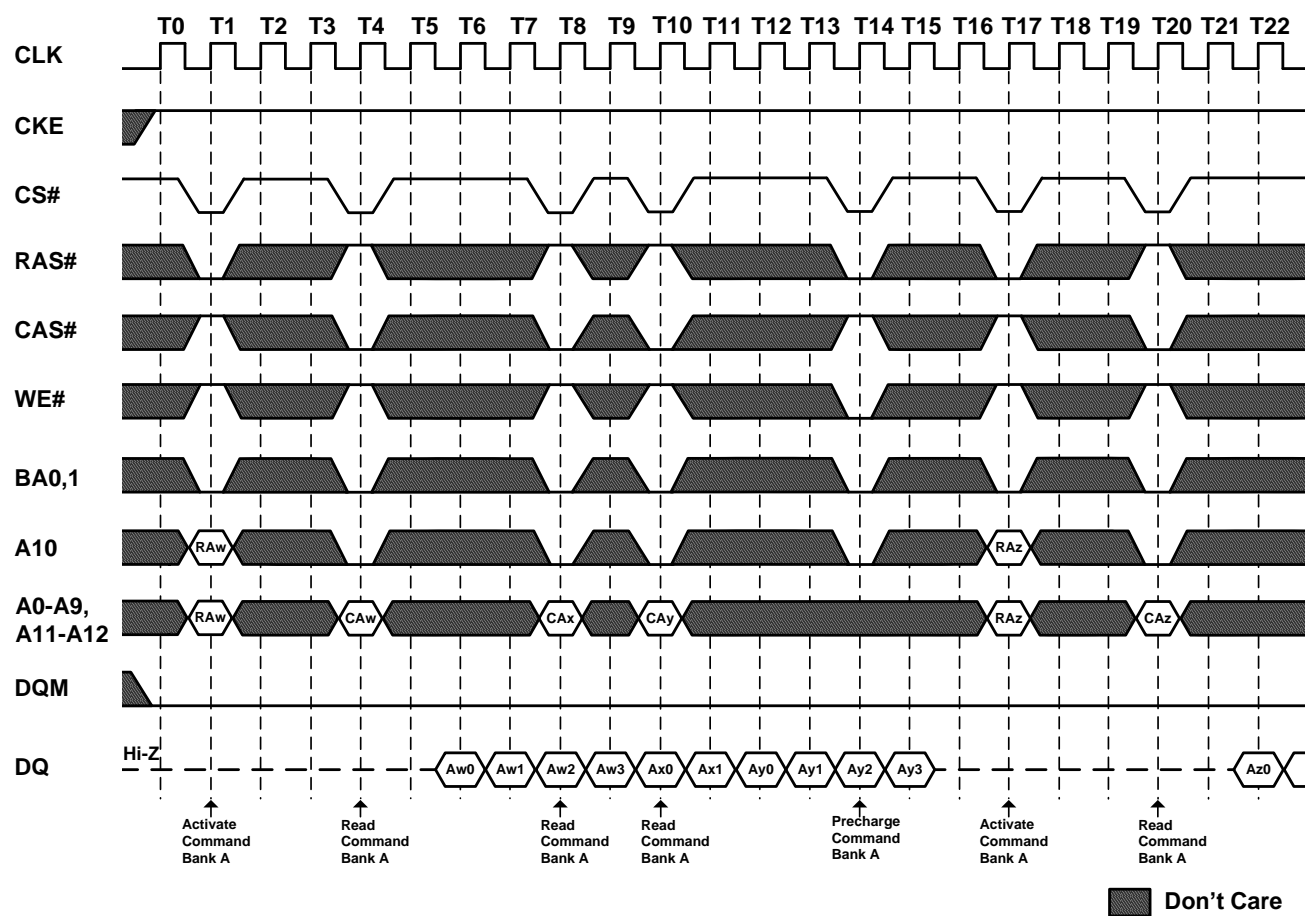 T0 T1 T2 T3 T4 T5 T6 T7 T8 T9 T10 T11 T12 T13 T14 T15 T16 T17 T18 T19 T20 T21 T22
CLK
CKE
CS#
RAS#
CAS#
WE#
BA0,1
A10 RAw RAz
A0-A9,
A11-A12
RAw CAw CAx CAy RAz CAz
DQM
Hi-Z
DQ Aw0 Aw1 Aw2 Aw3 Ax0 Ax1 Ay0 Ay1 Ay2 Ay3 Az0
Activate
Command
Bank A
Read
Command
Bank A
Read
Command
Bank A
Read
Command
Bank A
Precharge
Command
Bank A
Activate
Command
Bank A
Read
Command
Bank A
Don't Care